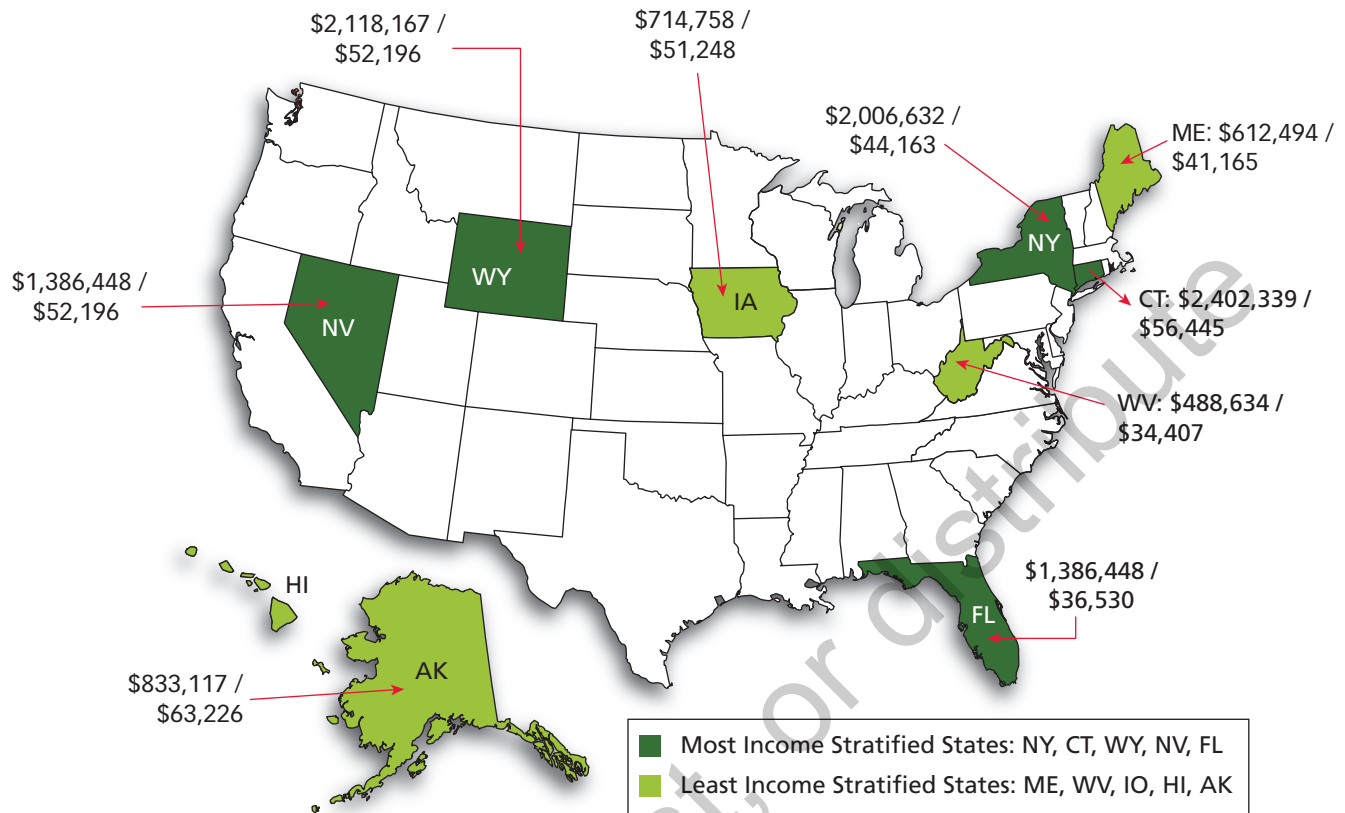 $2,118,167 /
$52,196
$714,758 /
$51,248
$2,006,632 /
$44,163
ME: $612,494 /
$41,165
NY
WY
$1,386,448 /
$52,196
NV
IA
CT: $2,402,339 /
$56,445
WV: $488,634 /
$34,407
HI
$1,386,448 /
$36,530
FL
AK
$833,117 /
$63,226
Most Income Stratified States: NY, CT, WY, NV, FL
Least Income Stratified States: ME, WV, IO, HI, AK
or distribute